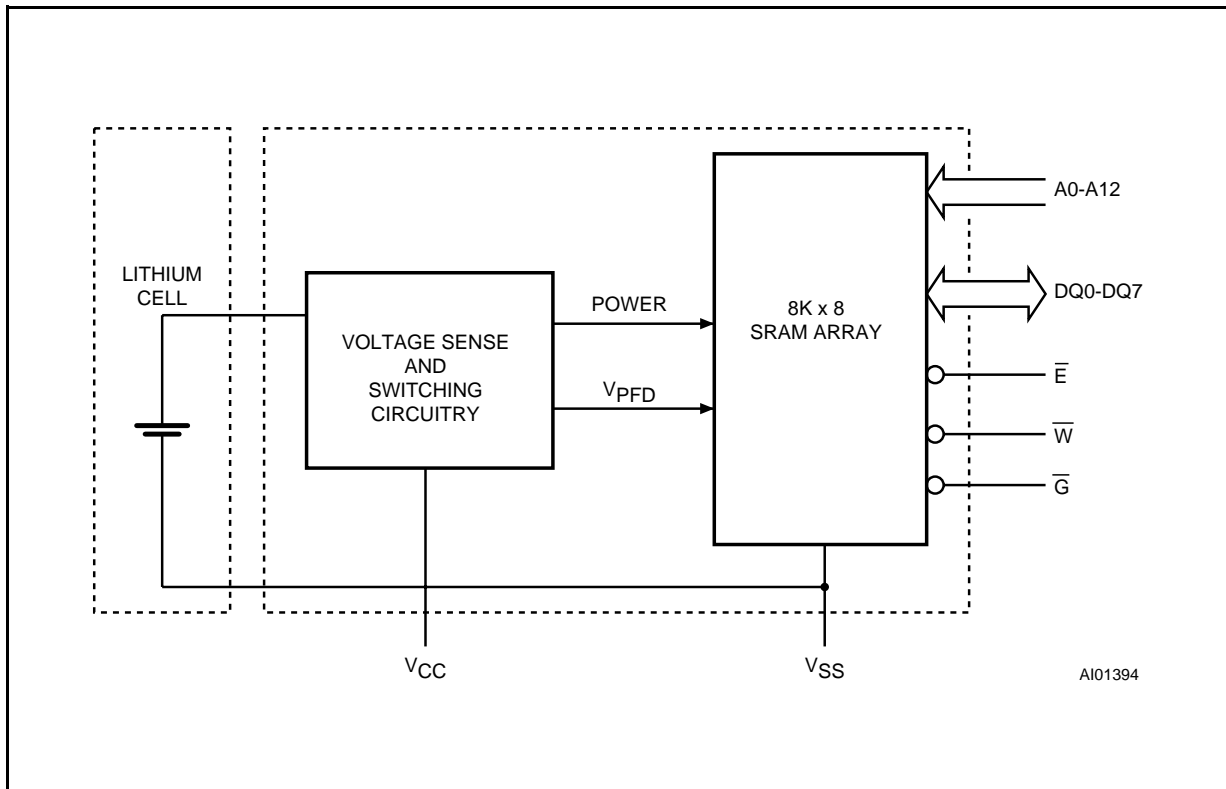 LITHIUM
CELL
VOLTAGE SENSE
AND
SWITCHING
CIRCUITRY
POWER
VPFD
8K x 8
SRAM ARRAY
A0-A12
DQ0-DQ7
E̅
W̅
G̅
VCC
VSS
AI01394